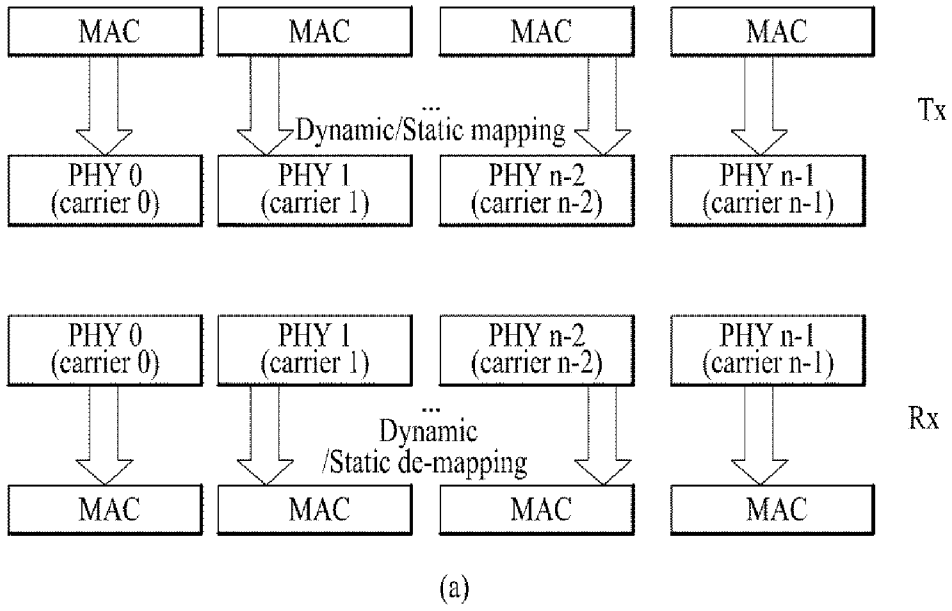 MAC MAC MAC MAC
Tx
...
Dynamic/Static mapping
PHY 0 PHY 1 PHY n-2 PHY n-1
(carrier 0) (carrier 1) (carrier n-2) (carrier n-1)
PHY 0 PHY 1 PHY n-2 PHY n-1
(carrier 0) (carrier 1) (carrier n-2) (carrier n-1)
...
Rx
Dynamic
/Static de-mapping
MAC MAC MAC MAC
(a)